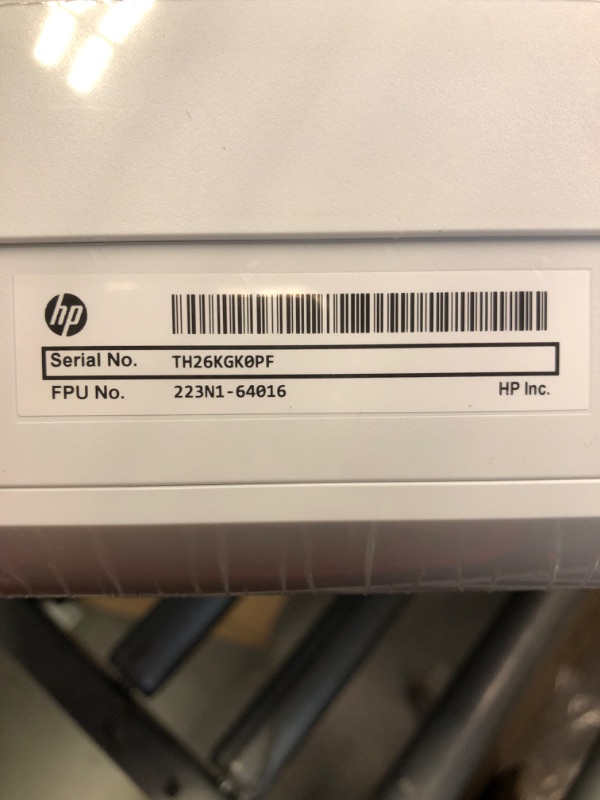 hp
Serial No. TH26KGK0PF
FPU No. 223N1-64016 HP Inc.